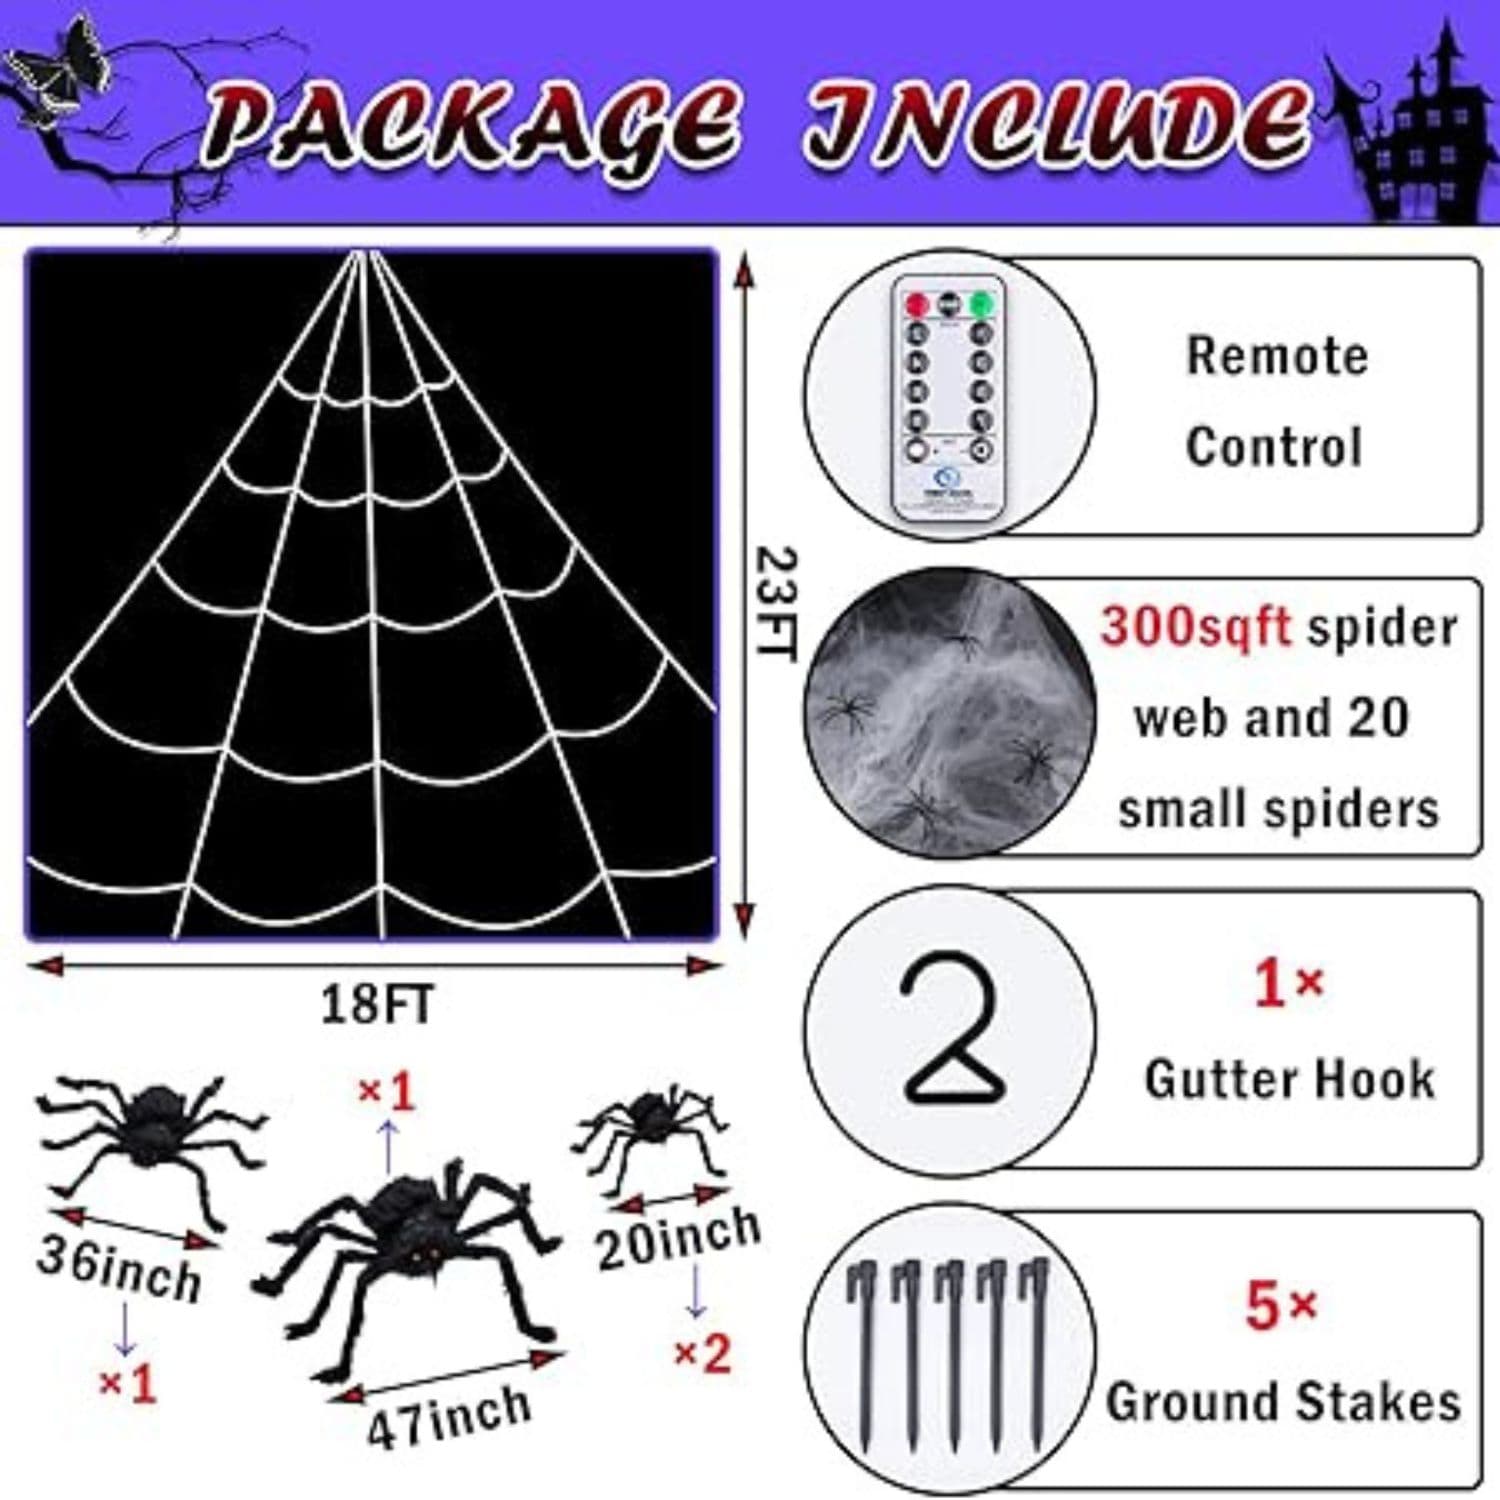 PACKAGE INCLUDE
23FT
18FT
Remote
Control
300sqft spider
web and 20
small spiders
1×
Gutter Hook
5×
Ground Stakes
×1
36inch
×1
47inch
20inch
×2